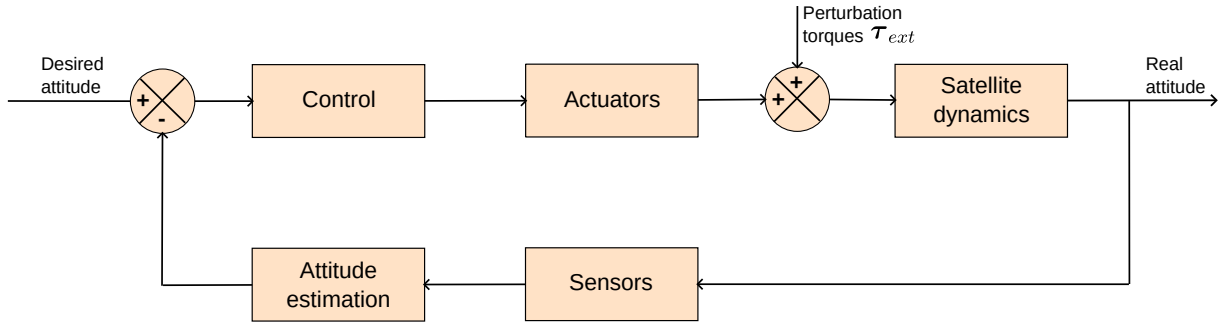 Perturbation
torques τ_ext
Desired
attitude
+
-
Control
Actuators
+
+
Satellite
dynamics
Real
attitude
Attitude
estimation
Sensors